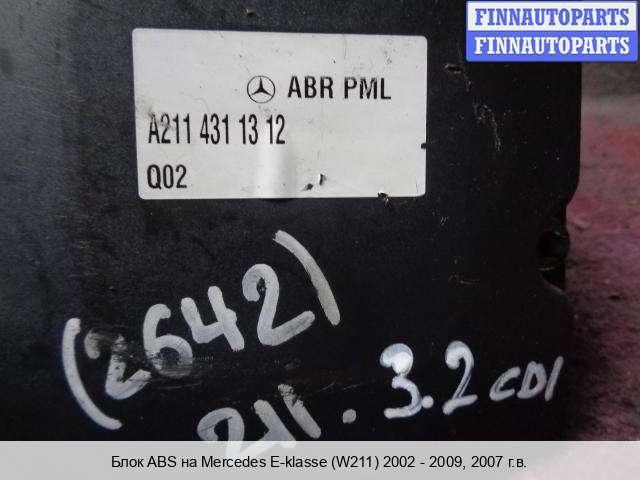 FINNAUTOPARTS
FINNAUTOPARTS
ABR PML
A211 431 13 12
Q02
(2642)
211. 3.2 CDI
Блок ABS на Mercedes E-klasse (W211) 2002 - 2009, 2007 г.в.